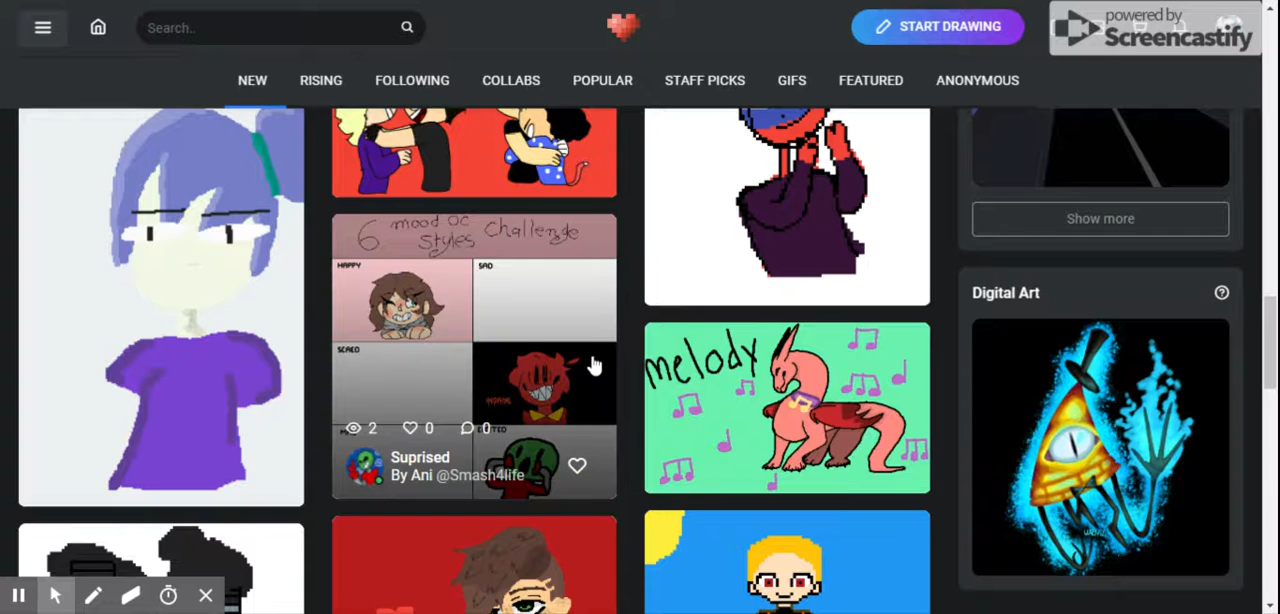 Search..
START DRAWING
powered by
Screencastify
NEW
RISING
FOLLOWING
COLLABS
POPULAR
STAFF PICKS
GIFS
FEATURED
ANONYMOUS
6 mood OC
Styles Challenge
HAPPY
SAD
SCARED
INSANE
2
0
0
Suprised
By Ani @Smash4life
melody
Show more
Digital Art